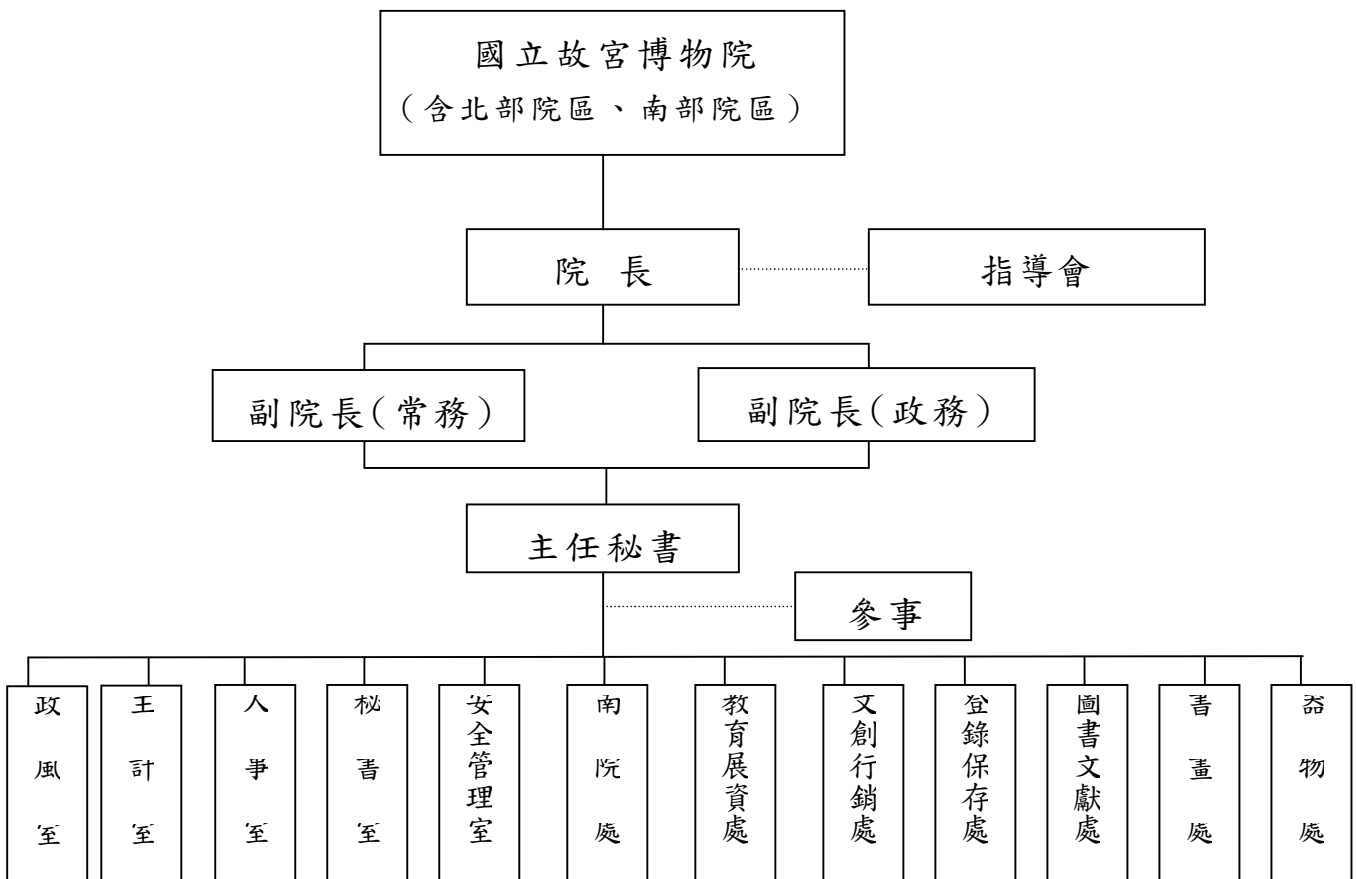 國立故宮博物院
（含北部院區、南部院區）
院長
指導會
副院長(常務)
副院長(政務)
主任秘書
參事
政風室
主計室
人事室
秘書室
安全管理室
南院處
教育展資處
文創行銷處
登錄保存處
圖書文獻處
書畫處
器物處